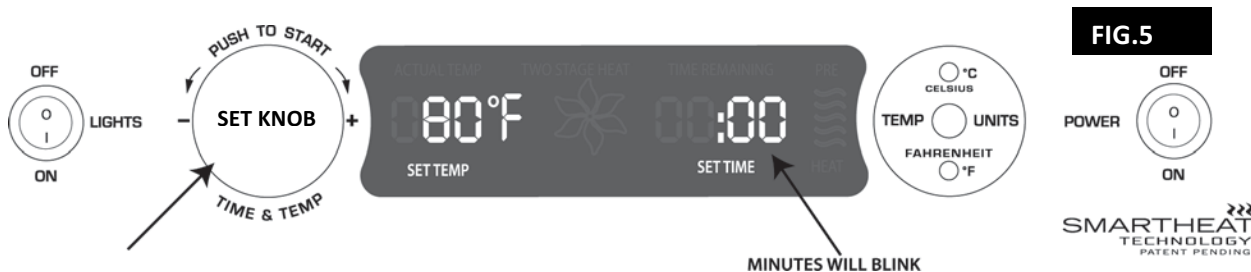 FIG.5
OFF
O
I
LIGHTS
ON
PUSH TO START
-
SET KNOB
+
TIME & TEMP
ACTUAL TEMP TWO STAGE HEAT TIME REMAINING PRE
80°F :00
SET TEMP SET TIME HEAT
°C
CELSIUS
TEMP UNITS
FAHRENHEIT
°F
OFF
POWER
O
I
ON
MINUTES WILL BLINK
SMARTHEAT
TECHNOLOGY
PATENT PENDING